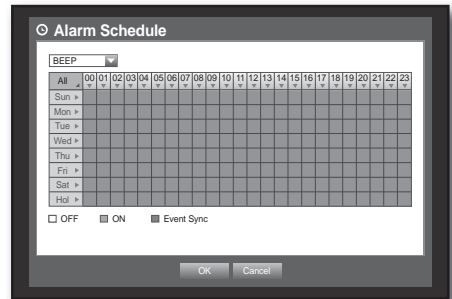 Alarm Schedule
BEEP
All 00 01 02 03 04 05 06 07 08 09 10 11 12 13 14 15 16 17 18 19 20 21 22 23
Sun
Mon
Tue
Wed
Thu
Fri
Sat
Hol
OFF ON Event Sync
OK Cancel